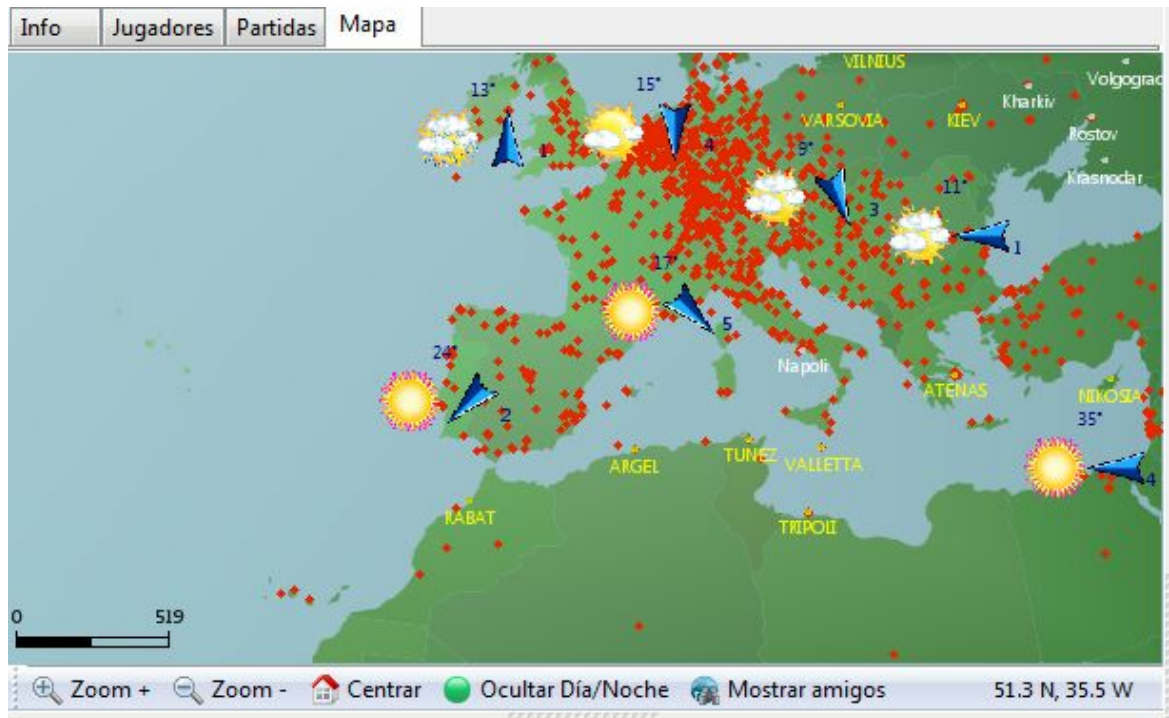 Info Jugadores Partidas Mapa
VILNIUS
Volgograd
13°
15°
Kharkiv
VARSOVIA
KIEV
Rostov
1
4
9°
Krasnodar
11°
3
1
17°
5
Napoli
24°
ATENAS
NIKOSIA
2
35°
TUNEZ
ARGEL
VALLETTA
4
RABAT
TRIPOLI
0 519
Zoom + Zoom - Centrar Ocultar Día/Noche Mostrar amigos 51.3 N, 35.5 W